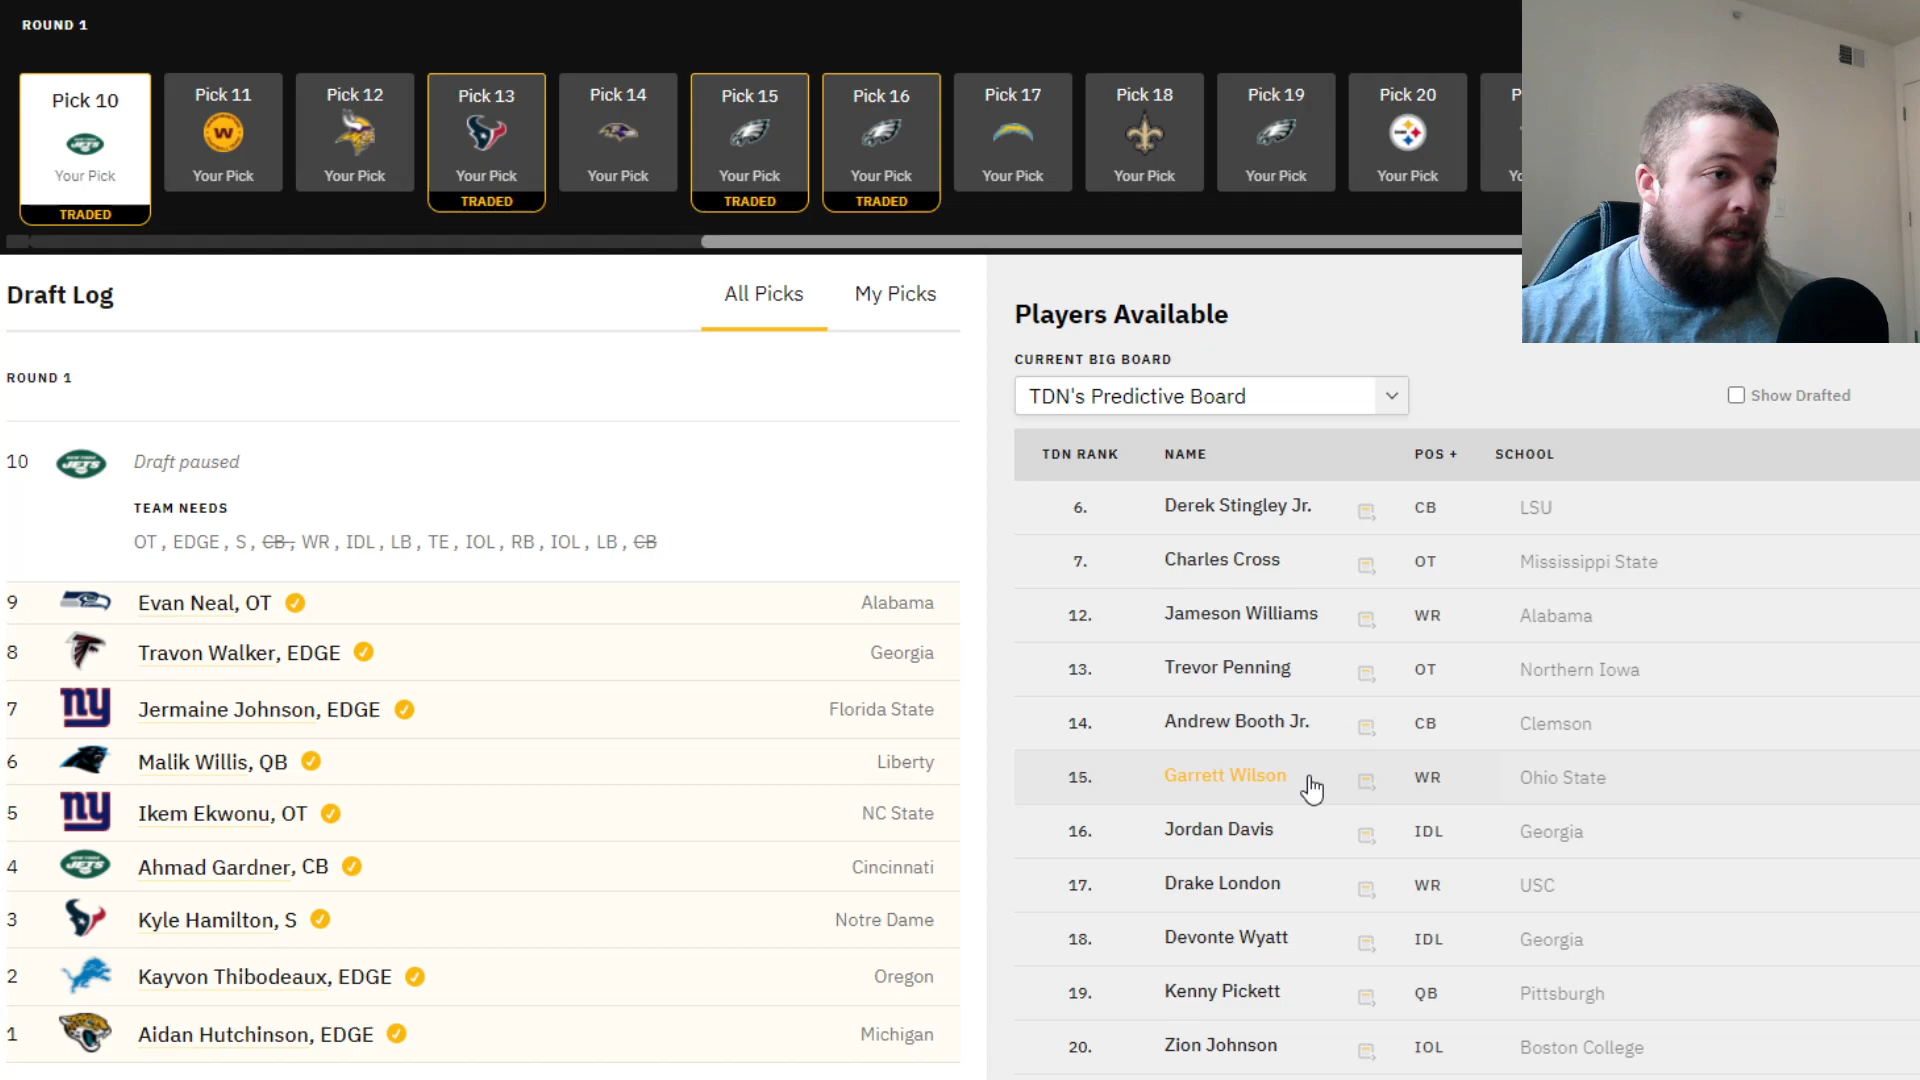 ROUND 1
Pick 10
Your Pick
TRADED
Pick 11
W
Your Pick
Pick 12
Your Pick
Pick 13
Your Pick
TRADED
Pick 14
Your Pick
Pick 15
Your Pick
TRADED
Pick 16
Your Pick
TRADED
Pick 17
Your Pick
Pick 18
Your Pick
Pick 19
Your Pick
Pick 20
Your Pick
Draft Log
All Picks
My Picks
ROUND 1
10 JETS Draft paused
TEAM NEEDS
OT , EDGE , S , CB , WR , IDL , LB , TE , IOL , RB , IOL , LB , CB
9 Evan Neal, OT Alabama
8 Travon Walker, EDGE Georgia
7 ny Jermaine Johnson, EDGE Florida State
6 Malik Willis, QB Liberty
5 ny Ikem Ekwonu, OT NC State
4 JETS Ahmad Gardner, CB Cincinnati
3 Kyle Hamilton, S Notre Dame
2 Kayvon Thibodeaux, EDGE Oregon
1 Aidan Hutchinson, EDGE Michigan
Players Available
CURRENT BIG BOARD
TDN's Predictive Board
Show Drafted
TDN RANK NAME POS + SCHOOL
6. Derek Stingley Jr. CB LSU
7. Charles Cross OT Mississippi State
12. Jameson Williams WR Alabama
13. Trevor Penning OT Northern Iowa
14. Andrew Booth Jr. CB Clemson
15. Garrett Wilson WR Ohio State
16. Jordan Davis IDL Georgia
17. Drake London WR USC
18. Devonte Wyatt IDL Georgia
19. Kenny Pickett QB Pittsburgh
20. Zion Johnson IOL Boston College